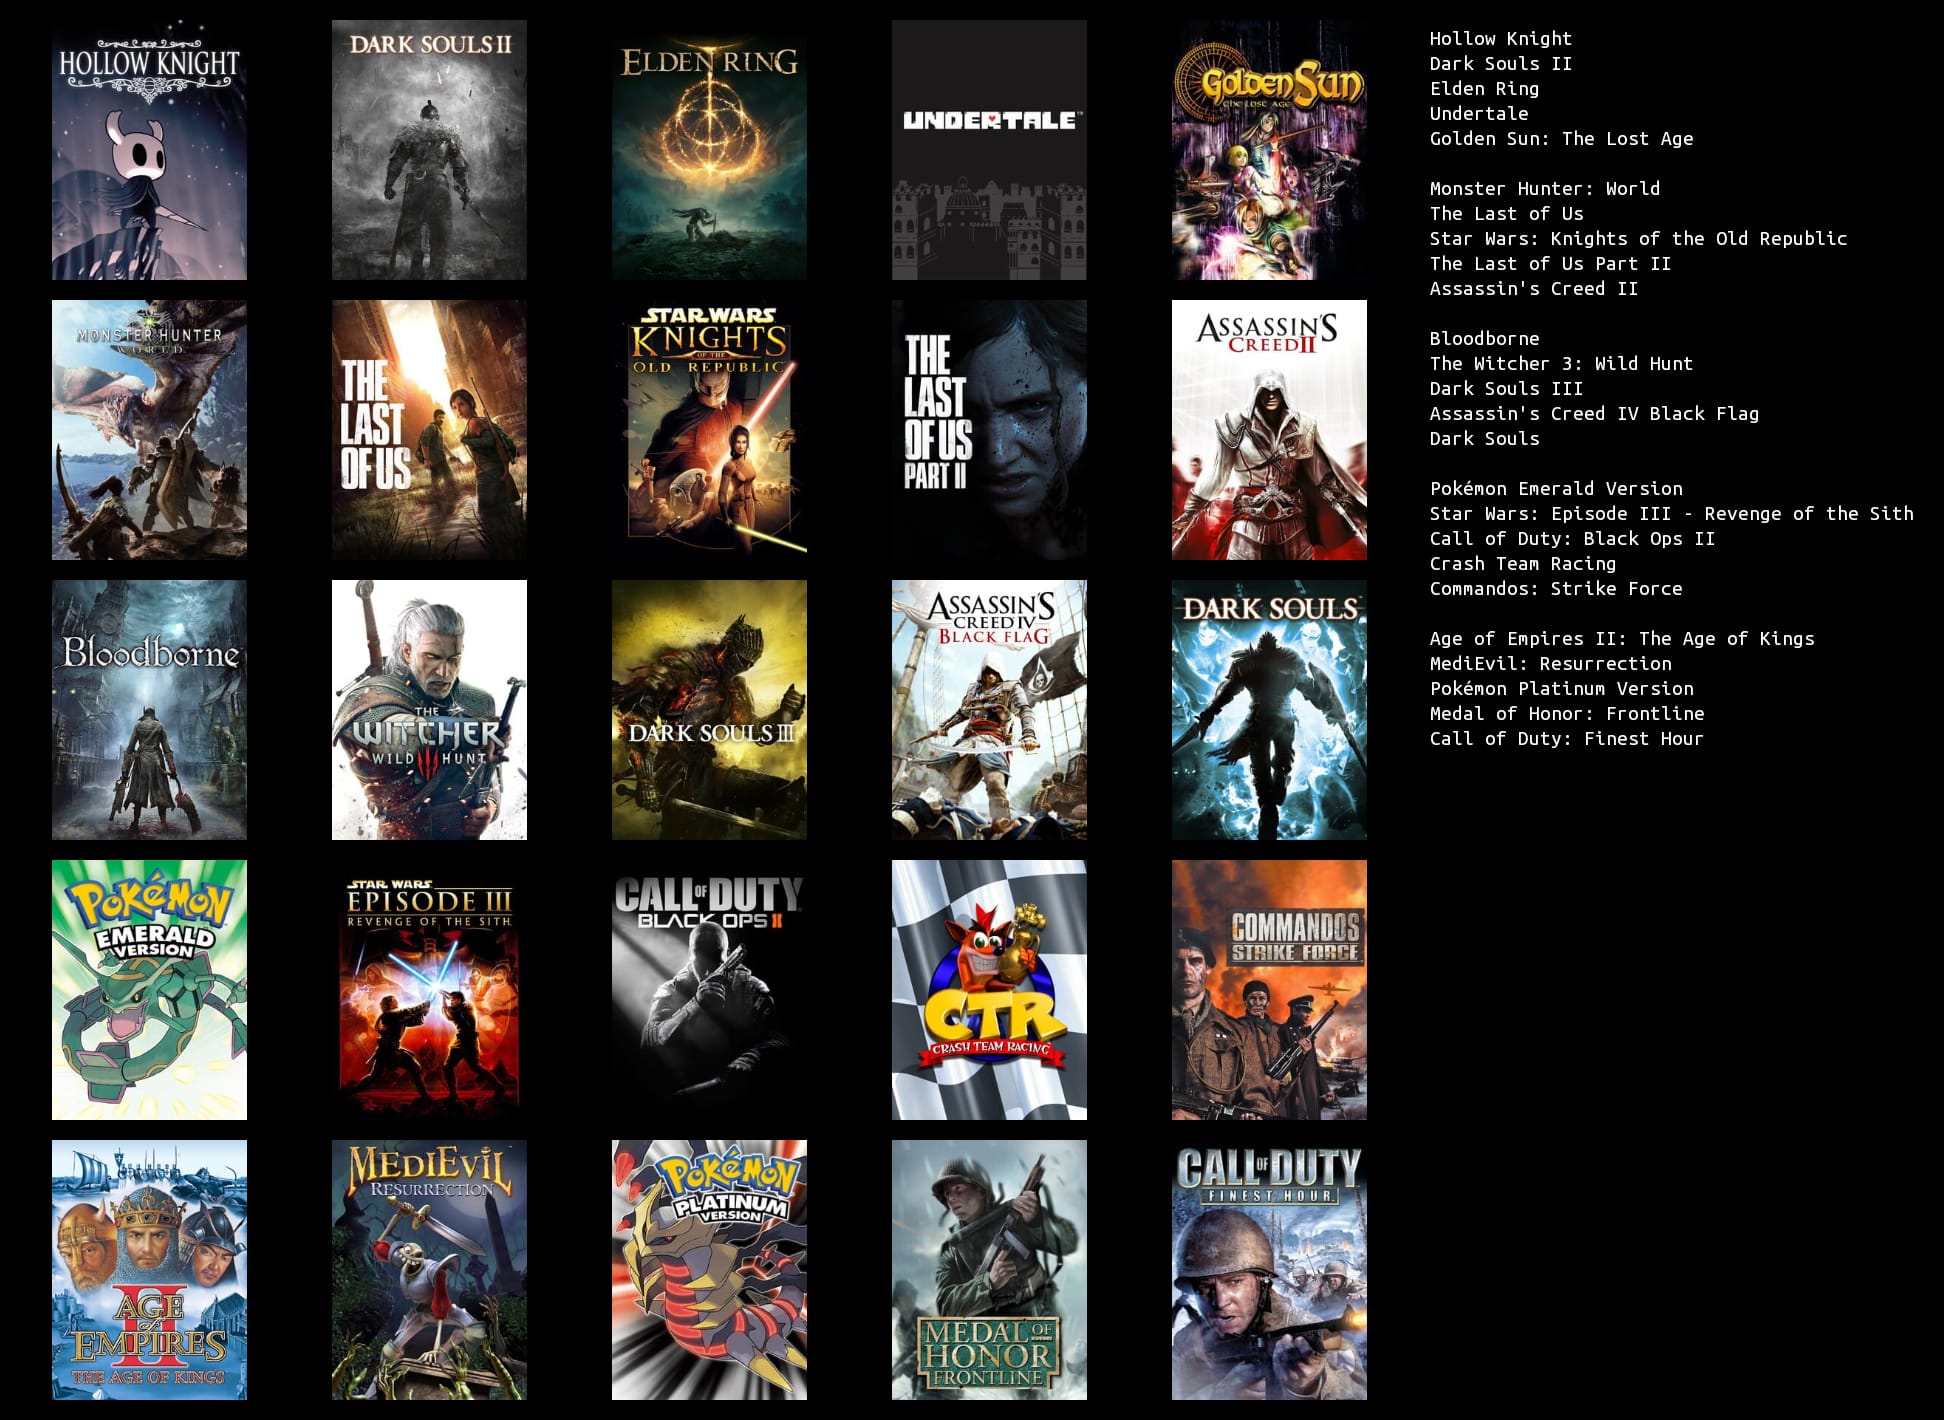 HOLLOW KNIGHT
DARK SOULS II
ELDEN RING
UNDERTALE
GOLDEN SUN
THE LOST AGE
MONSTER HUNTER
WORLD
THE
LAST
OF US
STAR WARS
KNIGHTS
OF THE
OLD REPUBLIC
THE
LAST
OF US
PART II
ASSASSIN'S
CREED II
Bloodborne
THE
WITCHER
WILD III HUNT
DARK SOULS III
ASSASSIN'S
CREED IV
BLACK FLAG
DARK SOULS
POKéMON
EMERALD
VERSION
STAR WARS
EPISODE III
REVENGE OF THE SITH
CALL OF DUTY
BLACK OPS II
CTR
CRASH TEAM RACING
COMMANDOS
STRIKE FORCE
AGE
of
EMPIRES
II
THE AGE OF KINGS
MEDIEVIL
RESURRECTION
POKéMON
PLATINUM
VERSION
MEDAL OF
HONOR
FRONTLINE
CALL OF DUTY
FINEST HOUR
Hollow Knight
Dark Souls II
Elden Ring
Undertale
Golden Sun: The Lost Age
Monster Hunter: World
The Last of Us
Star Wars: Knights of the Old Republic
The Last of Us Part II
Assassin's Creed II
Bloodborne
The Witcher 3: Wild Hunt
Dark Souls III
Assassin's Creed IV Black Flag
Dark Souls
Pokémon Emerald Version
Star Wars: Episode III - Revenge of the Sith
Call of Duty: Black Ops II
Crash Team Racing
Commandos: Strike Force
Age of Empires II: The Age of Kings
MediEvil: Resurrection
Pokémon Platinum Version
Medal of Honor: Frontline
Call of Duty: Finest Hour